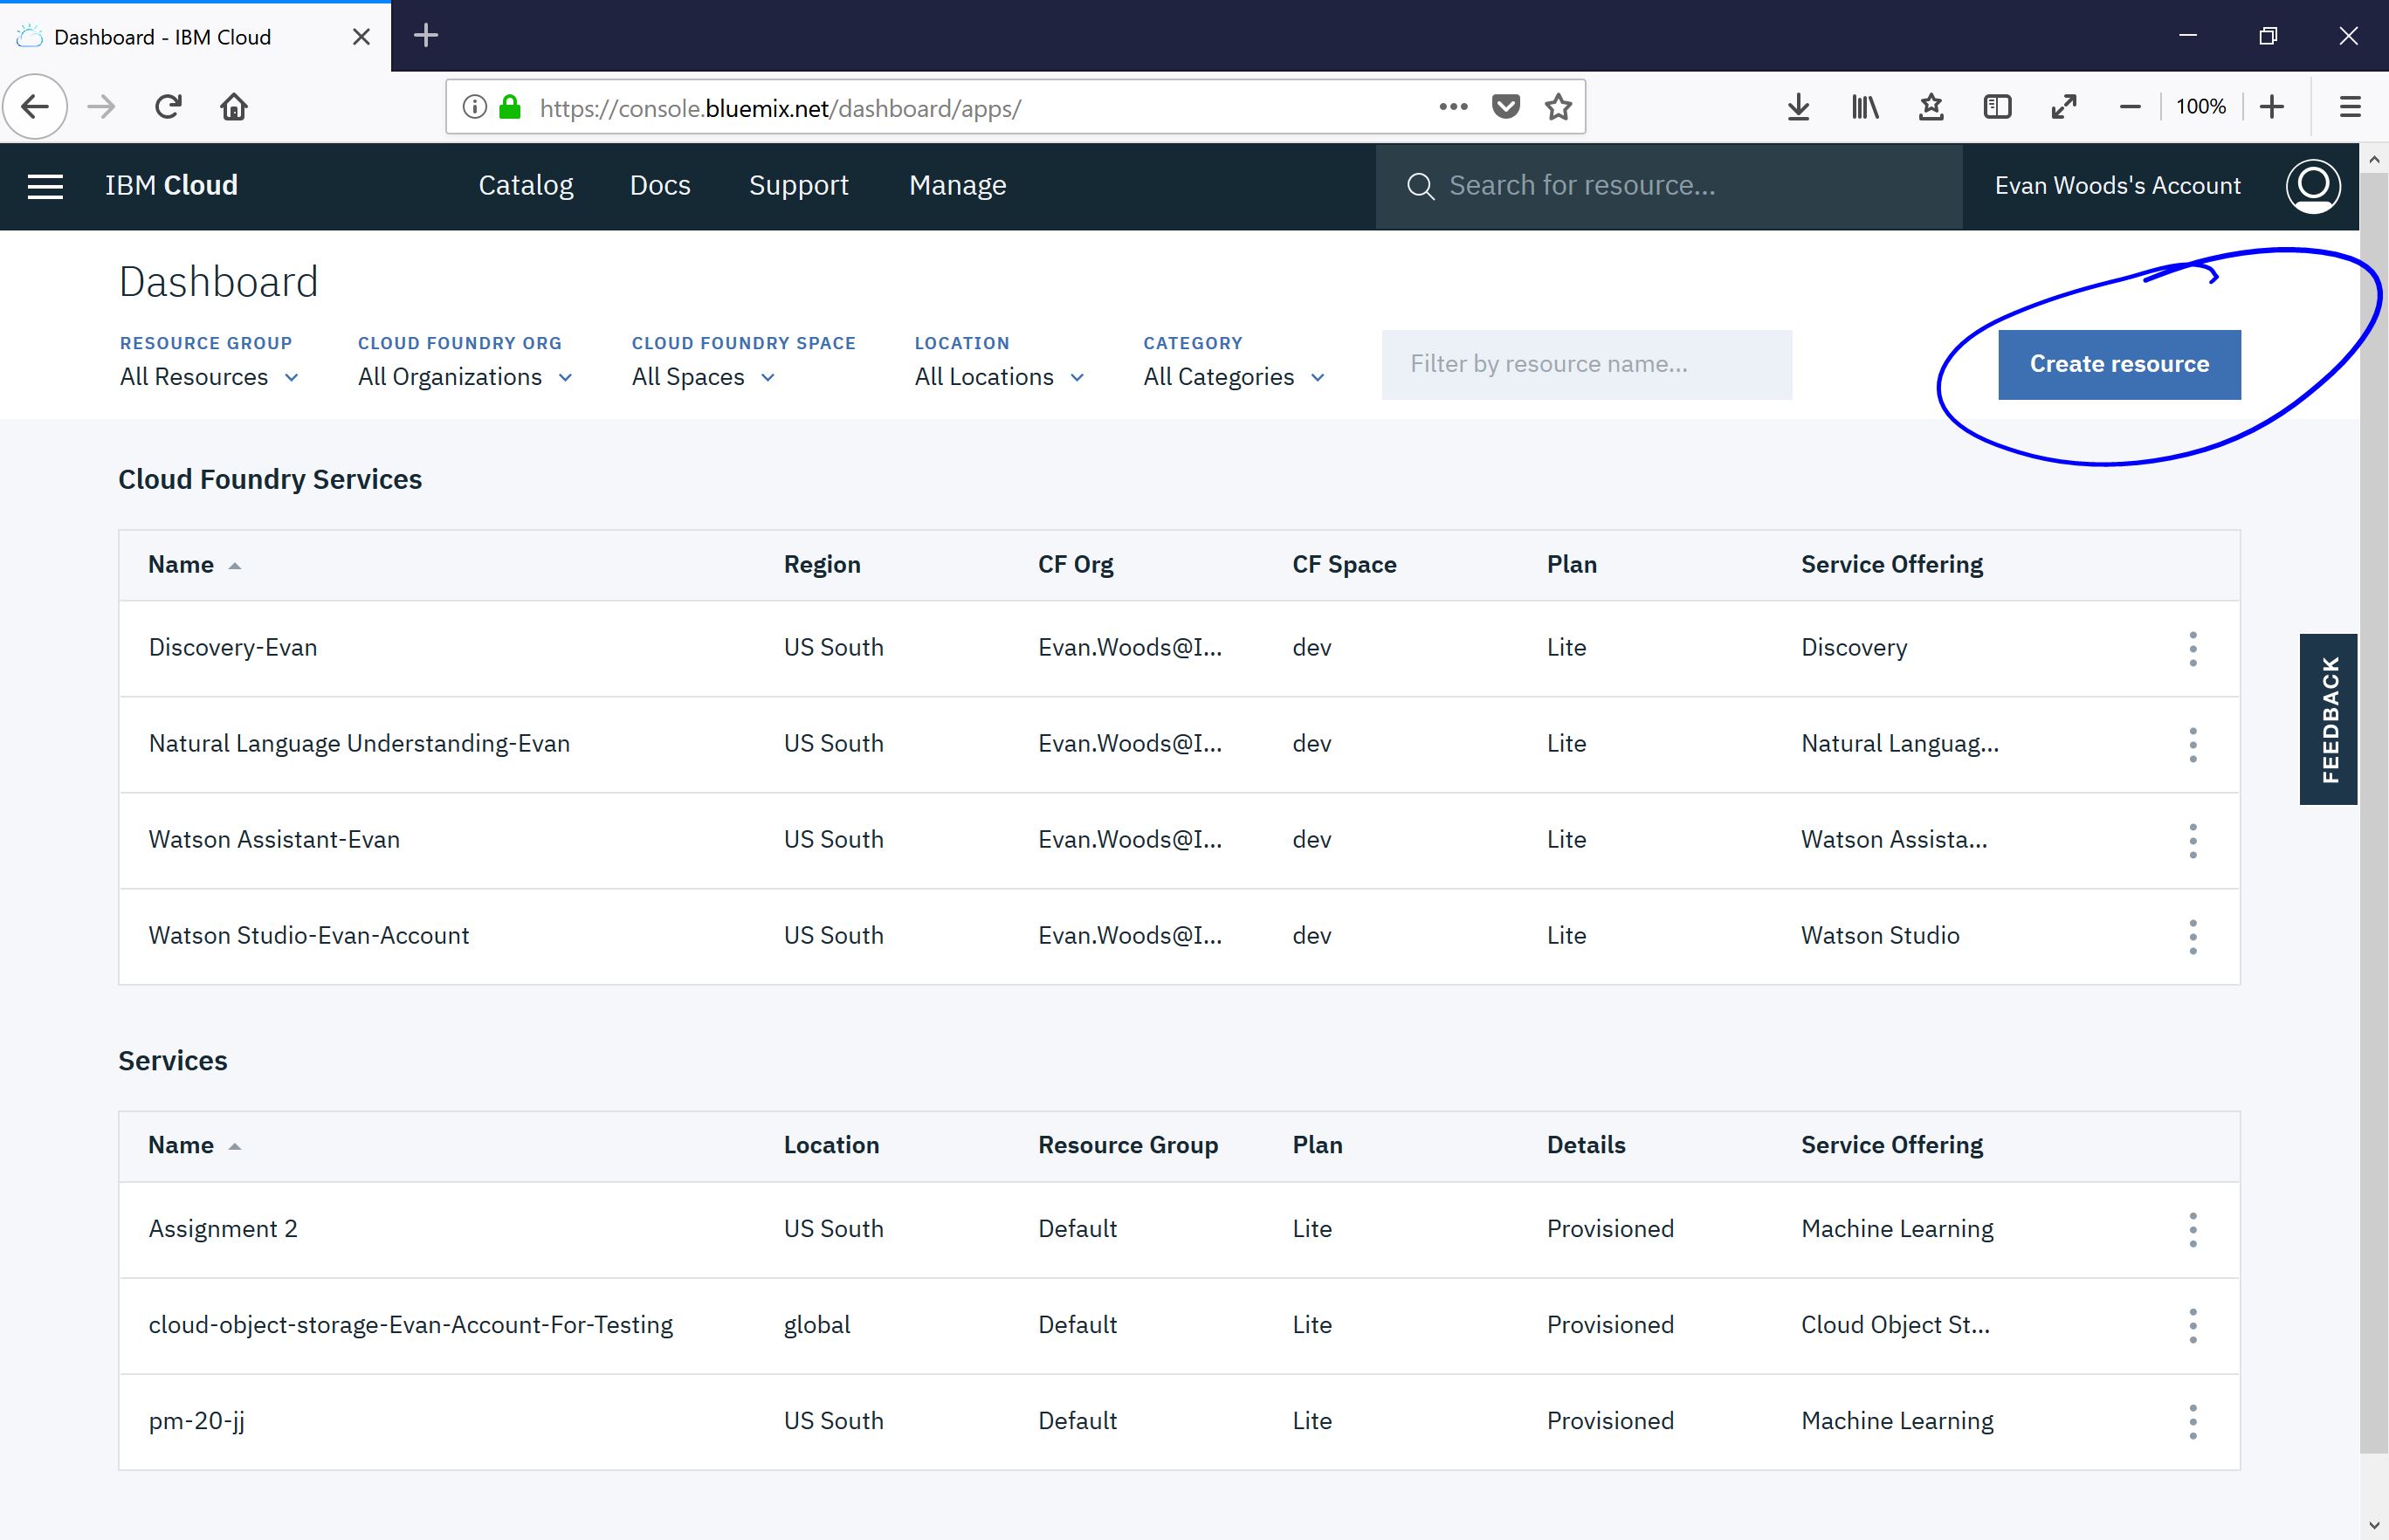 Dashboard - IBM Cloud
https://console.bluemix.net/dashboard/apps/
100%
IBM Cloud Catalog Docs Support Manage Search for resource... Evan Woods's Account
Dashboard
RESOURCE GROUP CLOUD FOUNDRY ORG CLOUD FOUNDRY SPACE LOCATION CATEGORY
All Resources All Organizations All Spaces All Locations All Categories Filter by resource name... Create resource
Cloud Foundry Services
Name Region CF Org CF Space Plan Service Offering
Discovery-Evan US South Evan.Woods@I... dev Lite Discovery
Natural Language Understanding-Evan US South Evan.Woods@I... dev Lite Natural Languag...
Watson Assistant-Evan US South Evan.Woods@I... dev Lite Watson Assista...
Watson Studio-Evan-Account US South Evan.Woods@I... dev Lite Watson Studio
FEEDBACK
Services
Name Location Resource Group Plan Details Service Offering
Assignment 2 US South Default Lite Provisioned Machine Learning
cloud-object-storage-Evan-Account-For-Testing global Default Lite Provisioned Cloud Object St...
pm-20-jj US South Default Lite Provisioned Machine Learning